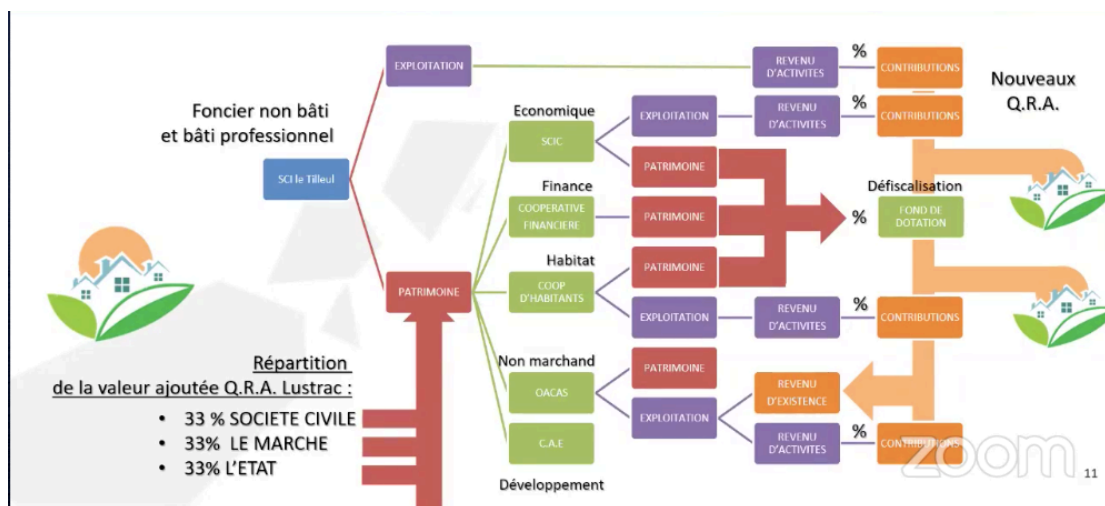 EXPLOITATION
REVENU
D'ACTIVITES
%
CONTRIBUTIONS
Nouveaux
Q.R.A.
Foncier non bâti
et bâti professionnel
SCI le Tilleul
Economique
SCIC
EXPLOITATION
REVENU
D'ACTIVITES
%
CONTRIBUTIONS
PATRIMOINE
Finance
COOPERATIVE
FINANCIERE
PATRIMOINE
%
Défiscalisation
FOND DE
DOTATION
PATRIMOINE
Habitat
COOP
D'HABITANTS
PATRIMOINE
EXPLOITATION
REVENU
D'ACTIVITES
%
CONTRIBUTIONS
Répartition
de la valeur ajoutée Q.R.A. Lustrac :
• 33 % SOCIETE CIVILE
• 33% LE MARCHE
• 33% L'ETAT
Non marchand
OACAS
PATRIMOINE
EXPLOITATION
REVENU
D'EXISTENCE
REVENU
D'ACTIVITES
%
CONTRIBUTIONS
C.A.E
Développement
zoom
11